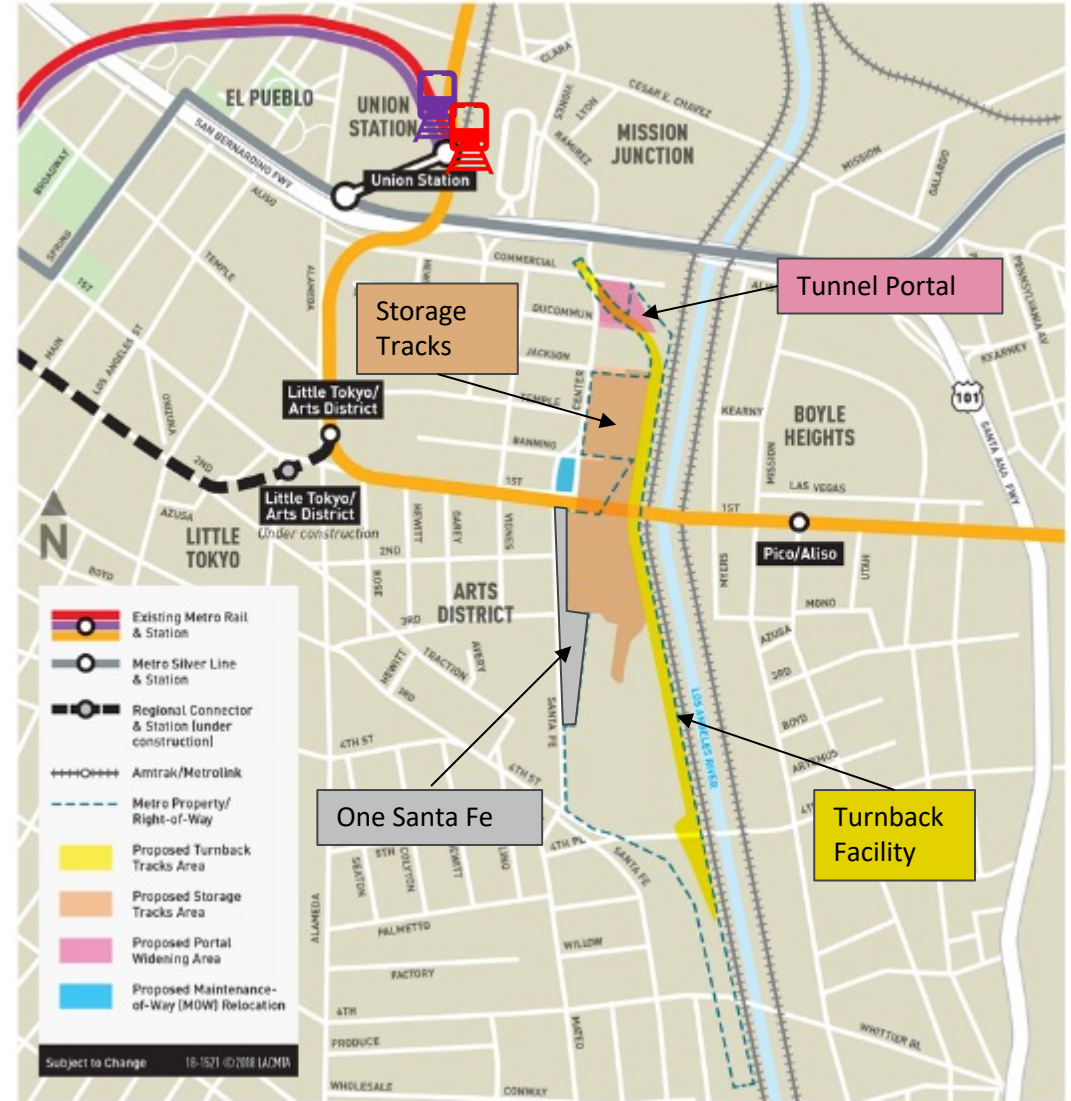 CLARA
EL PUEBLO
UNION
STATION
VIGNES
LYON
CESAR E. CHAVEZ
RAMIREZ
MISSION
JUNCTION
MISSION
GALARDO
BROADWAY
SAN BERNARDINO FWY
Union Station
ALISO
SPRING
1ST
TEMPLE
ALAMEDA
COMMERCIAL
DUCOMMUN
JACKSON
CENTER
TEMPLE
BANNING
Storage
Tracks
Tunnel Portal
PENNSYLVANIA AV
KEARNEY
101
SANTA ANA FWY
MAIN
LOS ANGELES ST
2ND
Little Tokyo/
Arts District
Little Tokyo/
Arts District
Under construction
1ST
KEARNY
BOYLE
HEIGHTS
MISSION
LAS VEGAS
1ST
Pico/Aliso
MYERS
UTAH
MONO
AZUSA
3RD
BOYD
ARTEMUS
N
AZUSA
LITTLE
TOKYO
BOYD
2ND
ROSE
HEWITT
GAREY
VIGNES
ARTS
DISTRICT
3RD
TRACTION
AVERY
HEWITT
3RD
SANTA FE
4TH ST
4TH ST
LOS ANGELES RIVER
One Santa Fe
Turnback
Facility
4TH PL
SANTA FE
5TH
SEATON
COLYTON
HEWITT
ALAMEDA
PALMETTO
WILLOW
FACTORY
6TH
MATEO
WHITTIER BL
PRODUCE
WHOLESALE
CONWAY
Existing Metro Rail
& Station
Metro Silver Line
& Station
Regional Connector
& Station (under
construction)
Amtrak/Metrolink
Metro Property/
Right-of-Way
Proposed Turnback
Tracks Area
Proposed Storage
Tracks Area
Proposed Portal
Widening Area
Proposed Maintenance-
of-Way (MOW) Relocation
Subject to Change 18-1521 ©2018 LACMTA